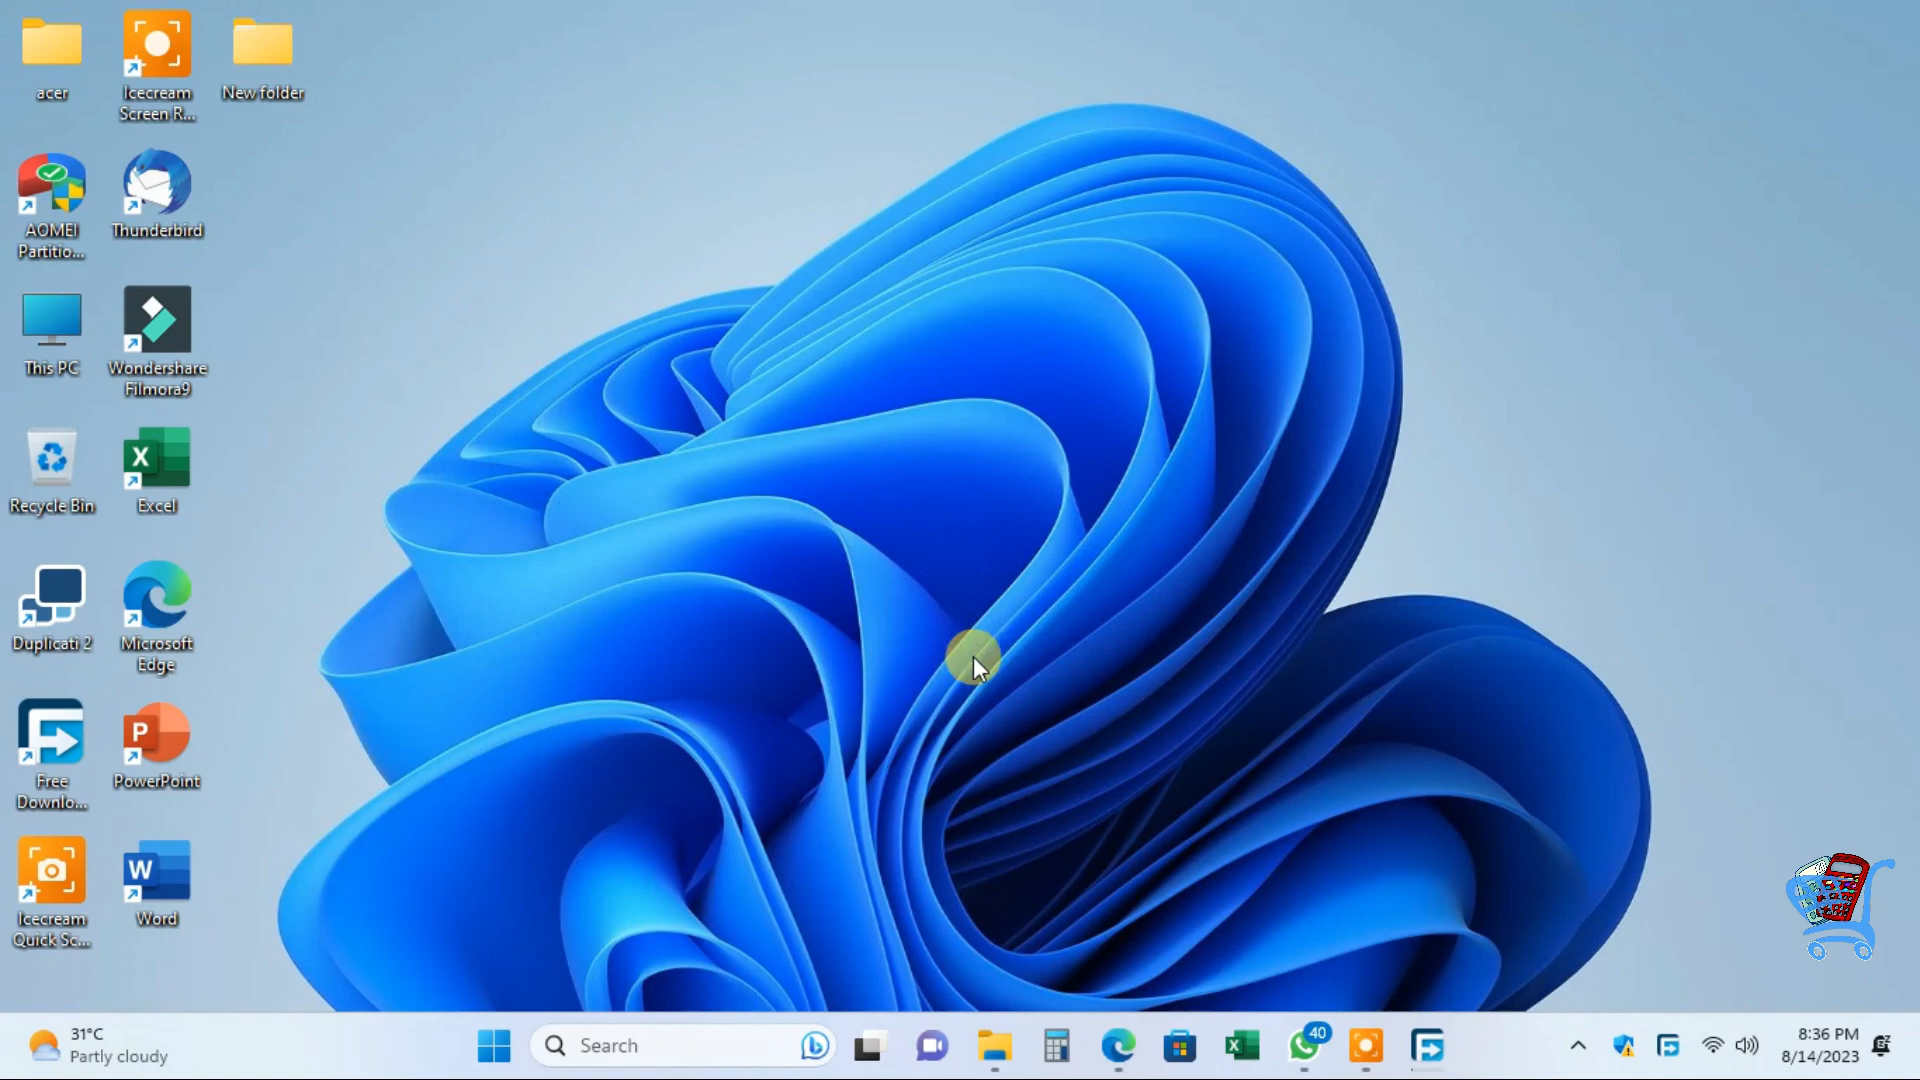 acer
Icecream
Screen R...
New folder
AOMEI
Partitio...
Thunderbird
This PC
Wondershare
Filmora9
Recycle Bin
Excel
Duplicati 2
Microsoft
Edge
Free
Downlo...
PowerPoint
Icecream
Quick Sc...
Word
31°C
Partly cloudy
Search
40
8:36 PM
8/14/2023